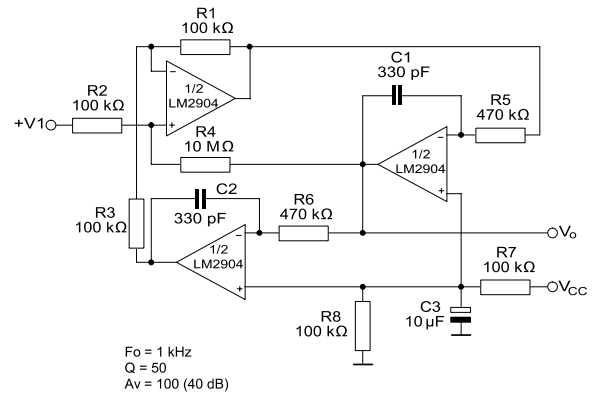 R1
100 kΩ
C1
330 pF
R2
100 kΩ
–
1/2
LM2904
+
R5
470 kΩ
+V1
R4
10 MΩ
–
1/2
LM2904
+
C2
330 pF
R6
470 kΩ
R3
100 kΩ
–
1/2
LM2904
+
Vo
R7
100 kΩ
VCC
R8
100 kΩ
C3
10 µF
Fo = 1 kHz
Q = 50
Av = 100 (40 dB)